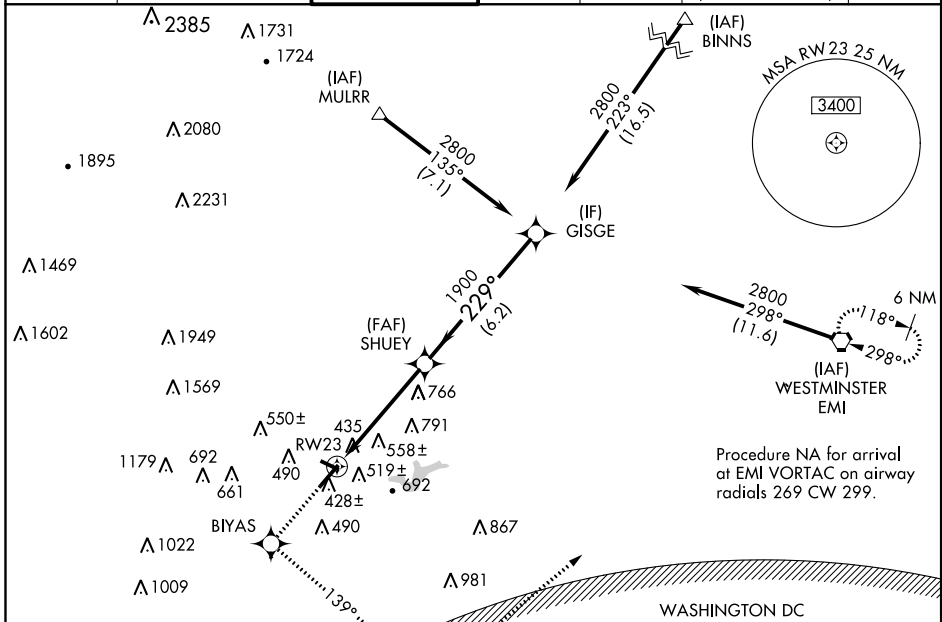 2385
1731
1724
(IAF)
MULRR
(IAF)
BINNS
MSA RW23 25 NM
3400
2800
223°
(16.5)
2800
135°
(7.1)
2080
1895
2231
(IF)
GISGE
1469
1900
229°
(6.2)
2800
298°
(11.6)
6 NM
118°
298°
1602
1949
(FAF)
SHUEY
(IAF)
WESTMINSTER
EMI
1569
766
550±
435
791
RW23
558±
1179
692
490
519±
661
428±
692
Procedure NA for arrival
at EMI VORTAC on airway
radials 269 CW 299.
BIYAS
490
867
1022
1009
139°
981
WASHINGTON DC